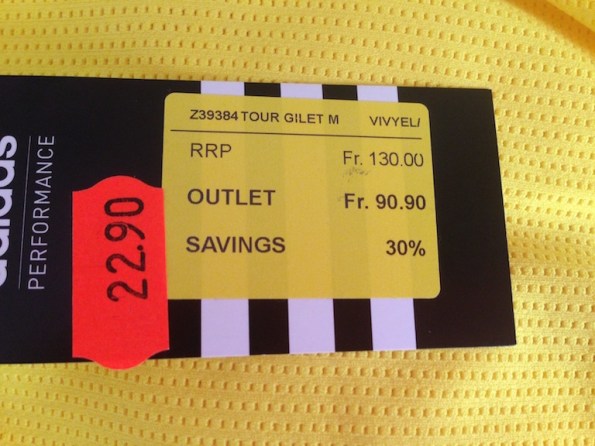 adidas
PERFORMANCE
22.90
Z39384 TOUR GILET M VIVYEL/
RRP Fr. 130.00
OUTLET Fr. 90.90
SAVINGS 30%